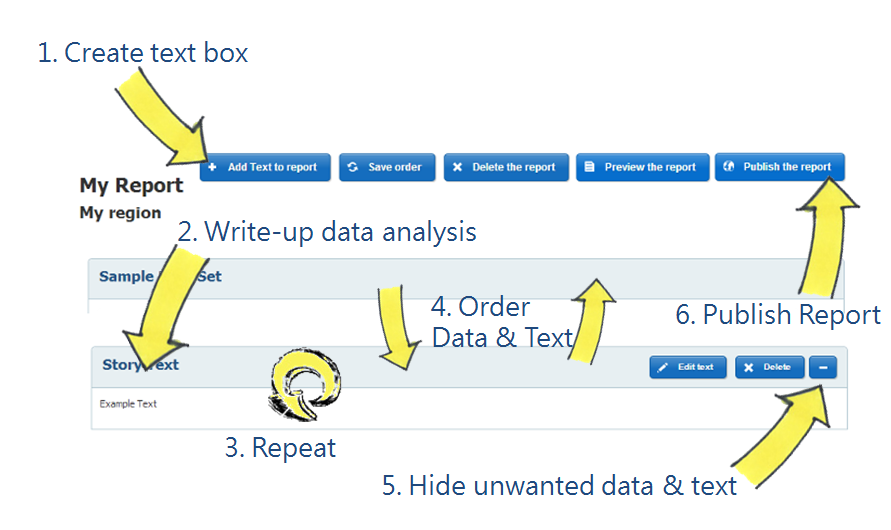 1. Create text box
Add Text to report
Save order
Delete the report
Preview the report
Publish the report
My Report
My region
2. Write-up data analysis
Sample Set
4. Order
Data & Text
6. Publish Report
Story Text
Edit text
Delete
Example Text
3. Repeat
5. Hide unwanted data & text